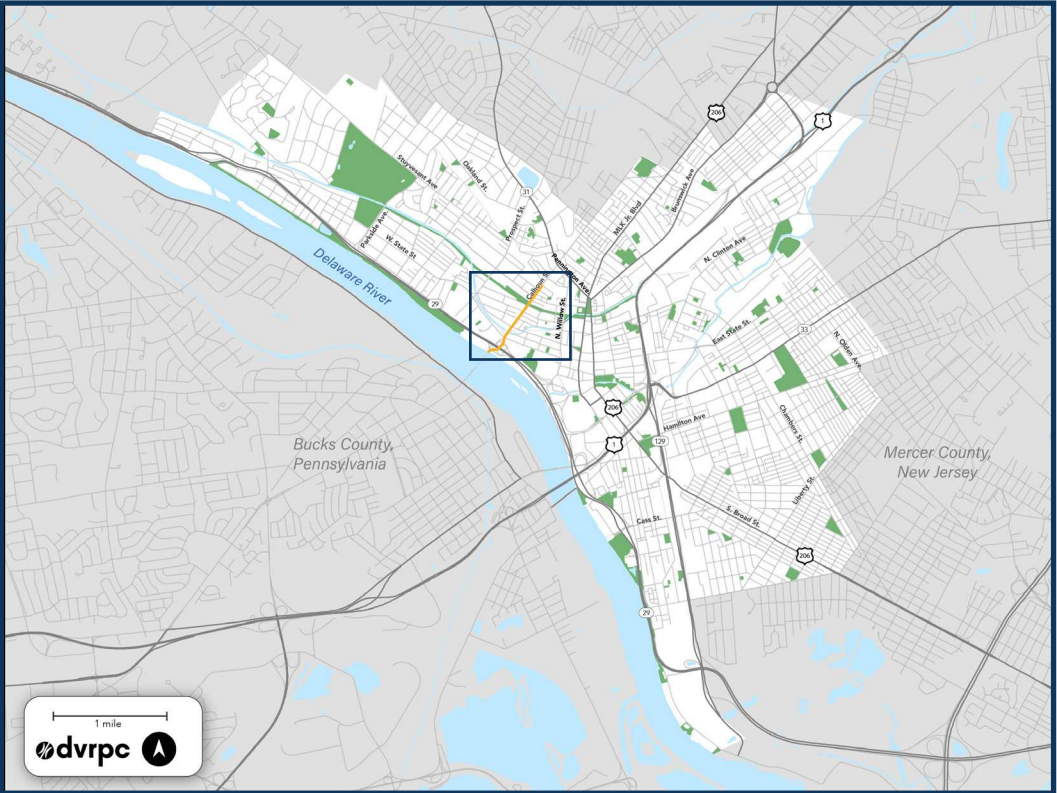 206
1
Stuyvesant Ave
Oakland St.
31
Prospect St.
MLK Jr. Blvd
Brunswick Ave
Parkside Ave.
W. State St
N. Clinton Ave
Pennington Ave.
Calhoun St.
Delaware River
29
N. Willow St.
East State St.
33
N. Olden Ave.
206
Hamilton Ave
Chambers St.
1
129
Bucks County,
Pennsylvania
Mercer County,
New Jersey
Liberty St.
S. Broad St.
Cass St.
206
29
1 mile
dvrpc